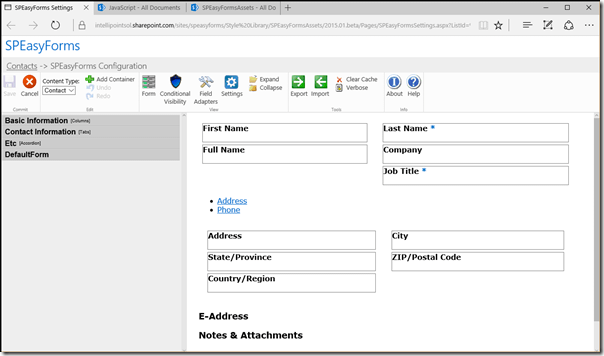 SPEasyForms Settings
JavaScript - All Documents
SPEasyFormsAssets - All Do
intellipointsol.sharepoint.com/sites/speasyforms/Style%20Library/SPEasyFormsAssets/2015.01.beta/Pages/SPEasyFormsSettings.aspx?ListId=
SPEasyForms
Contacts -> SPEasyForms Configuration
Save
Cancel
Content Type:
Contact
Add Container
Undo
Redo
Form
Conditional Visibility
Field Adapters
Settings
Expand
Collapse
Export
Import
Clear Cache
Verbose
About
Help
Commit
Edit
View
Tools
Info
Basic Information [Columns]
Contact Information [Tabs]
Etc [Accordion]
DefaultForm
First Name
Last Name *
Full Name
Company
Job Title *
Address
Phone
Address
City
State/Province
ZIP/Postal Code
Country/Region
E-Address
Notes & Attachments